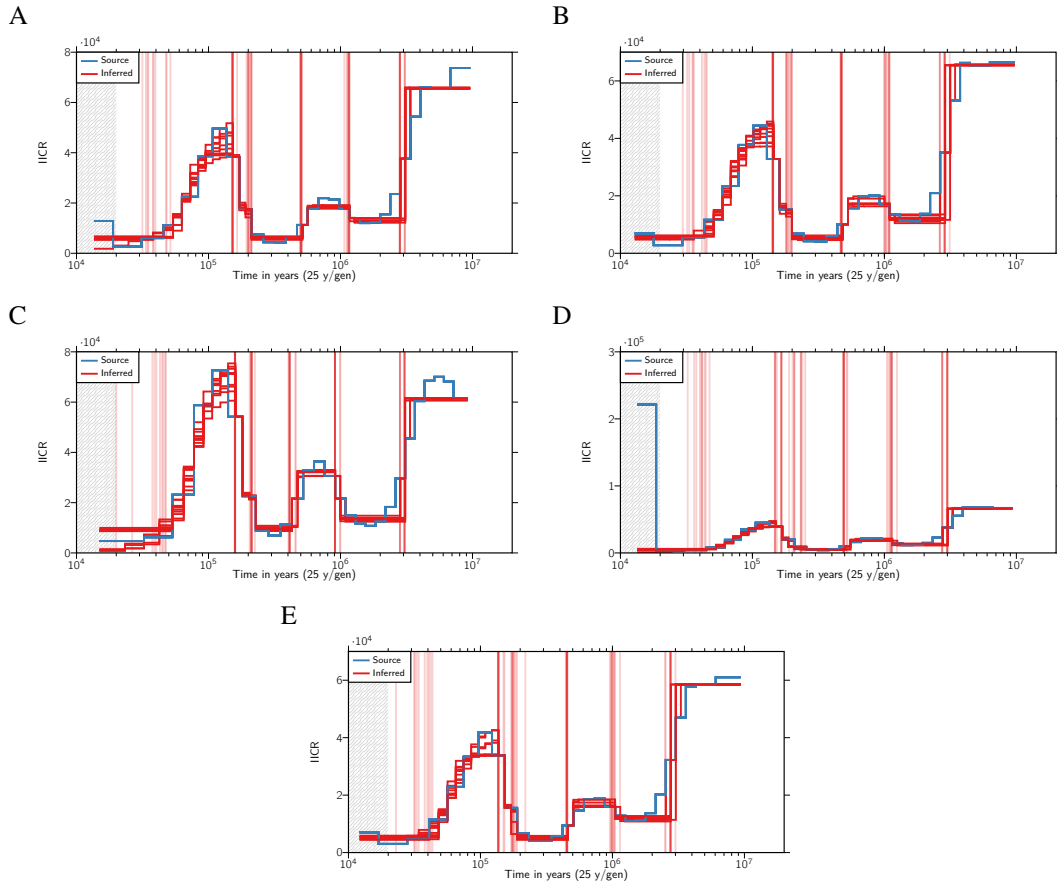 A
·10⁴
8
6
4
2
0
IICR
Source
Inferred
10⁴
10⁵
10⁶
10⁷
Time in years (25 y/gen)
B
·10⁴
6
4
2
0
IICR
Source
Inferred
10⁴
10⁵
10⁶
10⁷
Time in years (25 y/gen)
C
·10⁴
8
6
4
2
0
IICR
Source
Inferred
10⁴
10⁵
10⁶
10⁷
Time in years (25 y/gen)
D
·10⁵
3
2
1
0
IICR
Source
Inferred
10⁴
10⁵
10⁶
10⁷
Time in years (25 y/gen)
E
·10⁴
6
4
2
0
IICR
Source
Inferred
10⁴
10⁵
10⁶
10⁷
Time in years (25 y/gen)